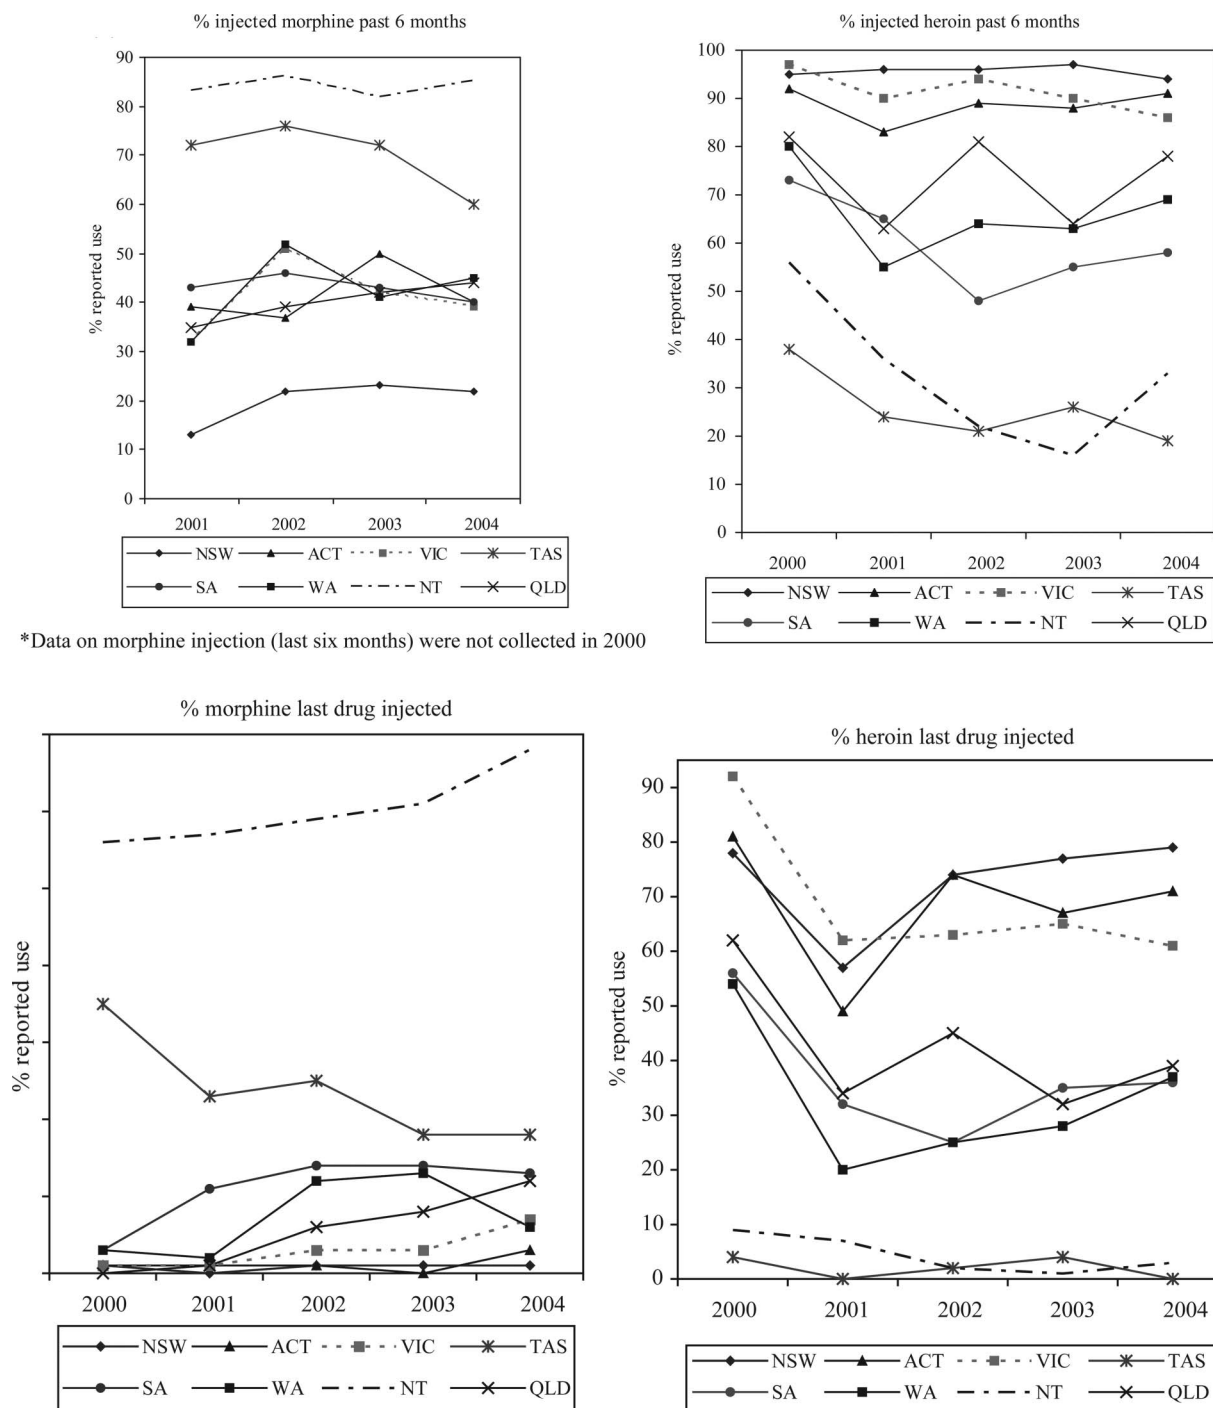 % injected morphine past 6 months
90
80
70
60
50
40
30
20
10
0
% reported use
2001 2002 2003 2004
NSW ACT VIC TAS
SA WA NT QLD
*Data on morphine injection (last six months) were not collected in 2000
% injected heroin past 6 months
100
90
80
70
60
50
40
30
20
10
0
% reported use
2000 2001 2002 2003 2004
NSW ACT VIC TAS
SA WA NT QLD
% morphine last drug injected
% reported use
2000 2001 2002 2003 2004
NSW ACT VIC TAS
SA WA NT QLD
% heroin last drug injected
90
80
70
60
50
40
30
20
10
0
% reported use
2000 2001 2002 2003 2004
NSW ACT VIC TAS
SA WA NT QLD